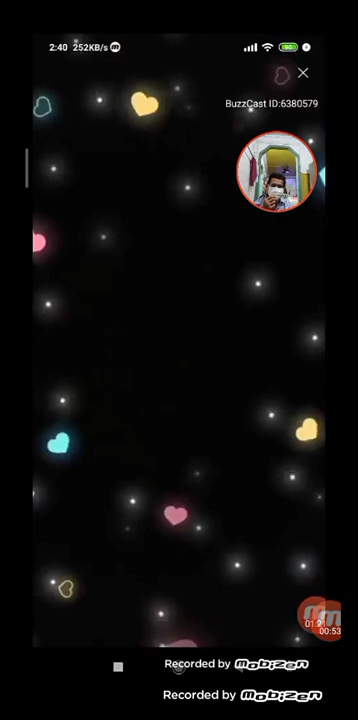 2:40 252KB/s
BuzzCast ID:6380579
00:53
Recorded by mobizen
Recorded by mobizen